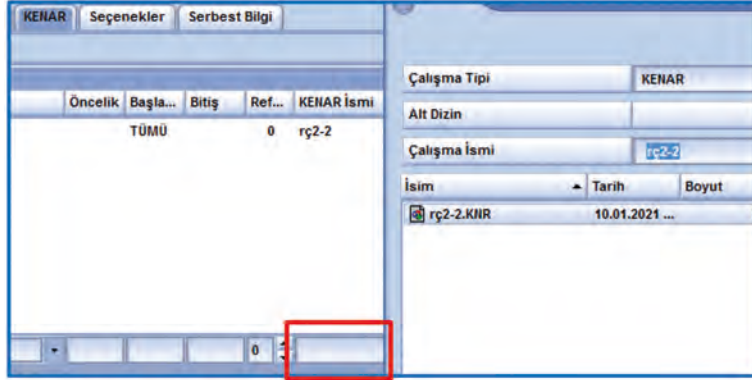 KENAR Seçenekler Serbest Bilgi
Öncelik Başla... Bitiş Ref... KENAR İsmi
TÜMÜ 0 rç2-2
0
Çalışma Tipi KENAR
Alt Dizin
Çalışma İsmi rç2-2
İsim Tarih Boyut
rç2-2.KNR 10.01.2021 ...